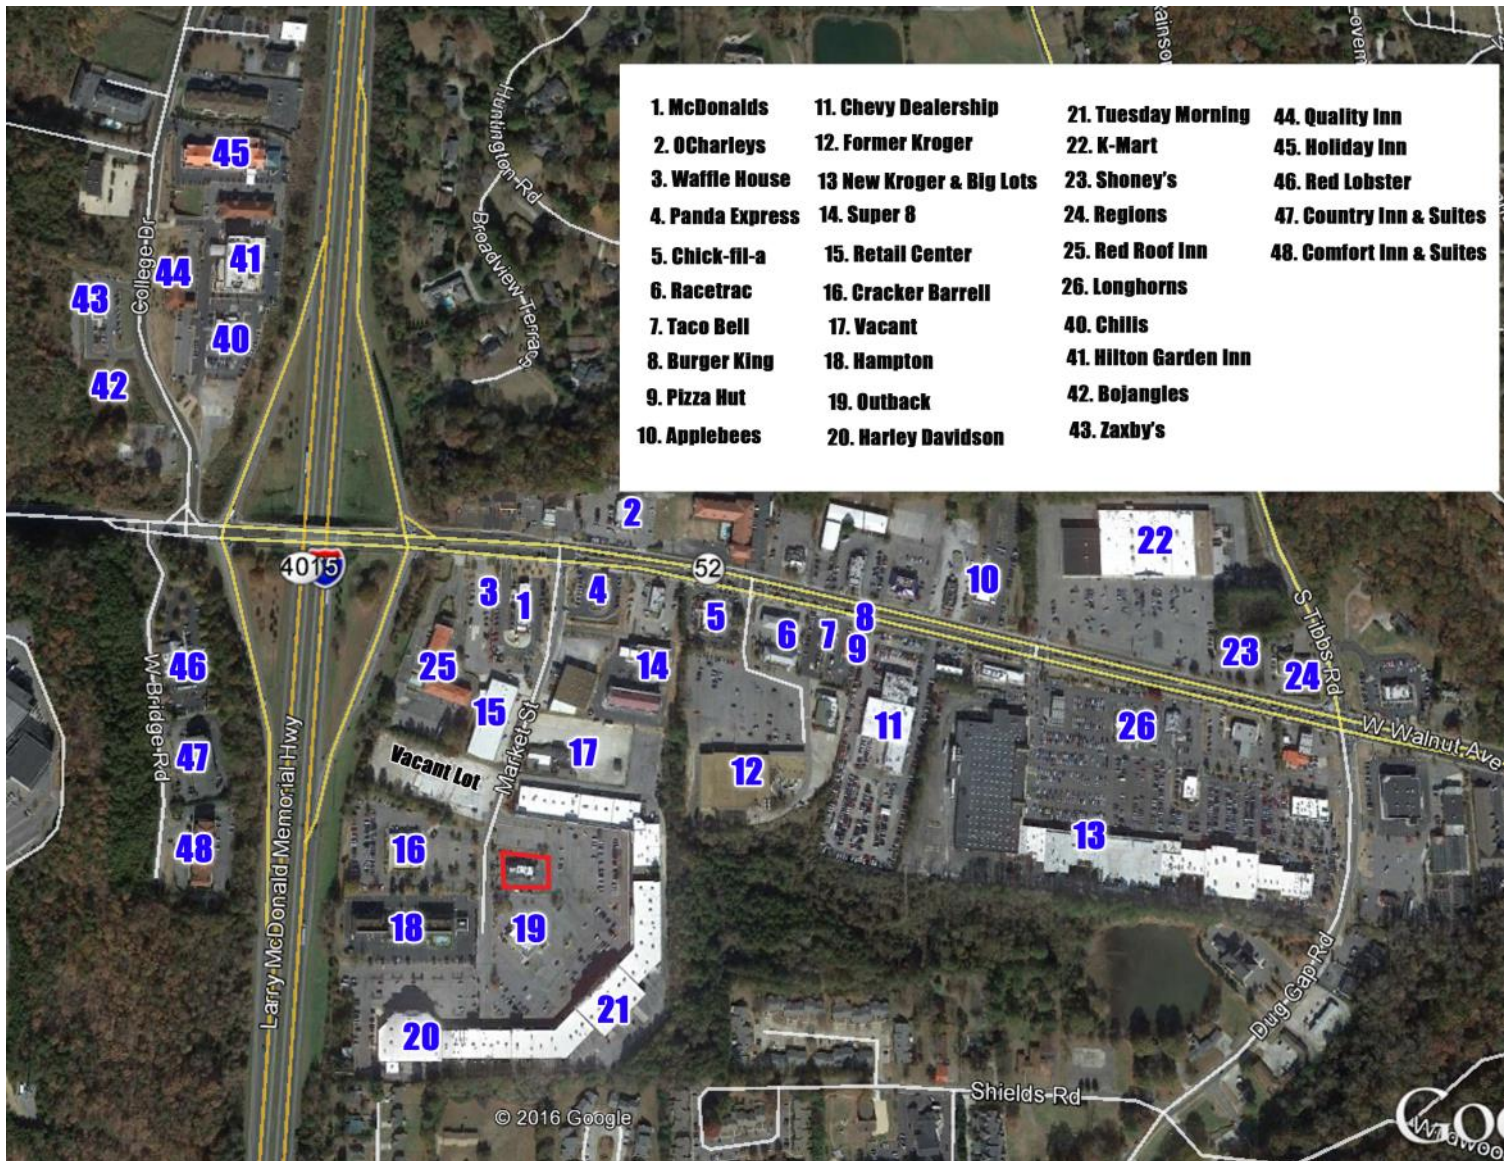 1. McDonalds
2. OCharleys
3. Waffle House
4. Panda Express
5. Chick-fil-a
6. Racetrac
7. Taco Bell
8. Burger King
9. Pizza Hut
10. Applebees
11. Chevy Dealership
12. Former Kroger
13 New Kroger & Big Lots
14. Super 8
15. Retail Center
16. Cracker Barrell
17. Vacant
18. Hampton
19. Outback
20. Harley Davidson
21. Tuesday Morning
22. K-Mart
23. Shoney's
24. Regions
25. Red Roof Inn
26. Longhorns
40. Chilis
41. Hilton Garden Inn
42. Bojangles
43. Zaxby's
44. Quality Inn
45. Holiday Inn
46. Red Lobster
47. Country Inn & Suites
48. Comfort Inn & Suites
Huntington Rd
Broadview Terrace
College Dr
45
41
44
43
40
42
2
52
401
5
22
3
1
4
10
5
6
7
8
9
23
24
S Tibbs Rd
W Walnut Ave
46
25
14
15
11
26
W Bridge Rd
47
Vacant Lot
Market St
17
12
13
48
16
18
19
Larry McDonald Memorial Hwy
20
21
Dug Gap Rd
Shields Rd
© 2016 Google